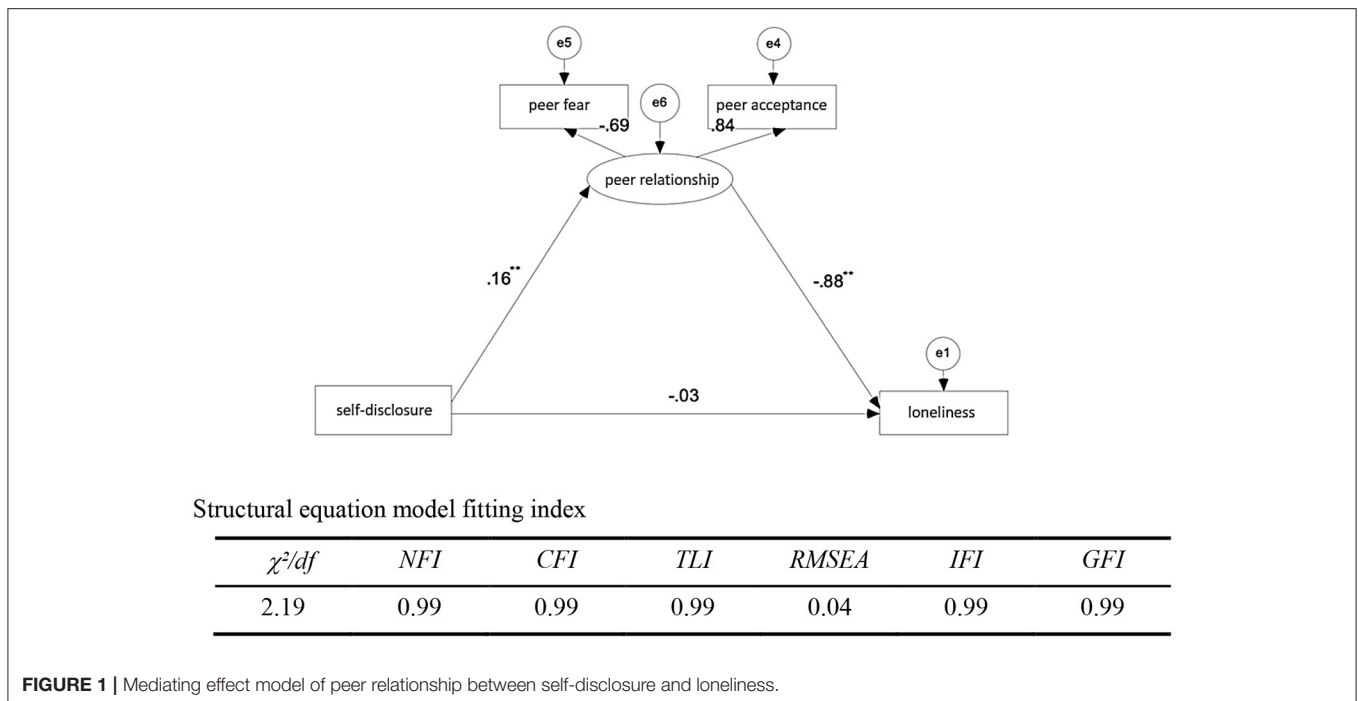 e5
e4
peer fear
e6
peer acceptance
-.69
.84
peer relationship
.16**
-.88**
e1
-.03
self-disclosure
loneliness
Structural equation model fitting index
χ²/df NFI CFI TLI RMSEA IFI GFI
2.19 0.99 0.99 0.99 0.04 0.99 0.99
FIGURE 1 | Mediating effect model of peer relationship between self-disclosure and loneliness.